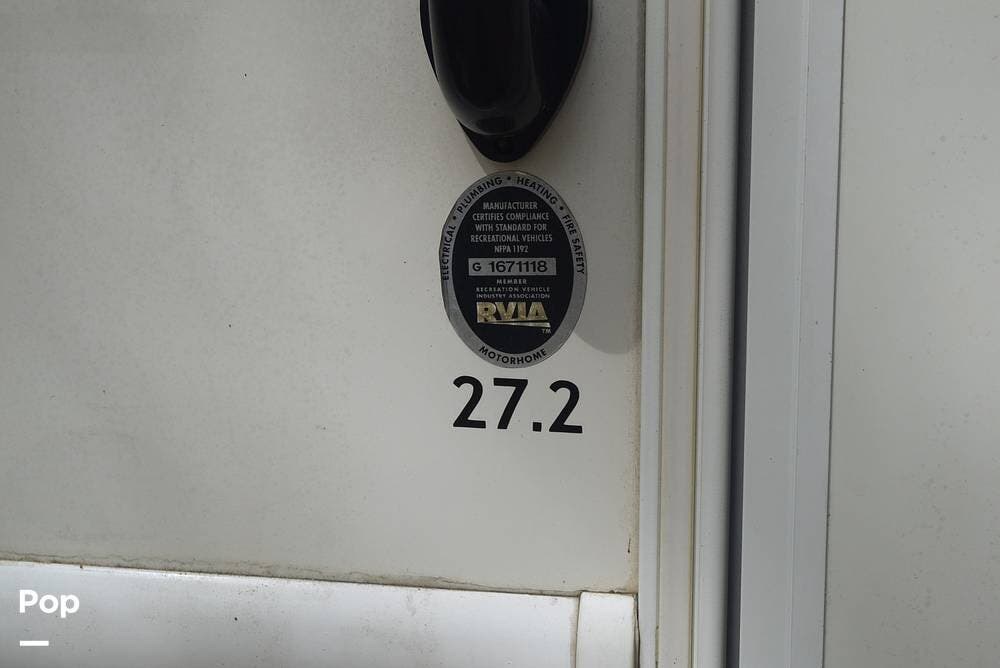 ELECTRICAL • PLUMBING • HEATING • FIRE SAFETY
MANUFACTURER
CERTIFIES COMPLIANCE
WITH STANDARD FOR
RECREATIONAL VEHICLES
NFPA 1192
G 1671118
MEMBER
RECREATION VEHICLE
INDUSTRY ASSOCIATION
RVIA
TM
MOTORHOME
27.2
Pop